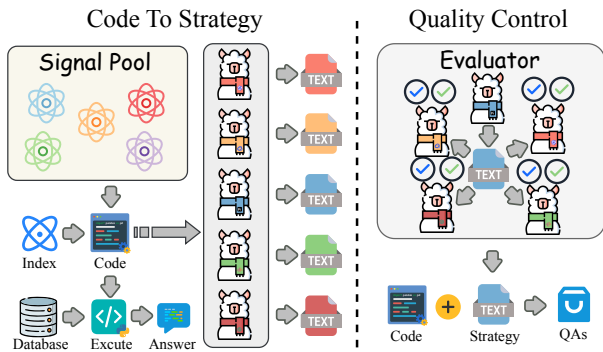 Code To Strategy
Signal Pool
Index
Code
Database
Excute
Answer
TEXT
TEXT
TEXT
TEXT
TEXT
Quality Control
Evaluator
TEXT
Code
TEXT
Strategy
QAs